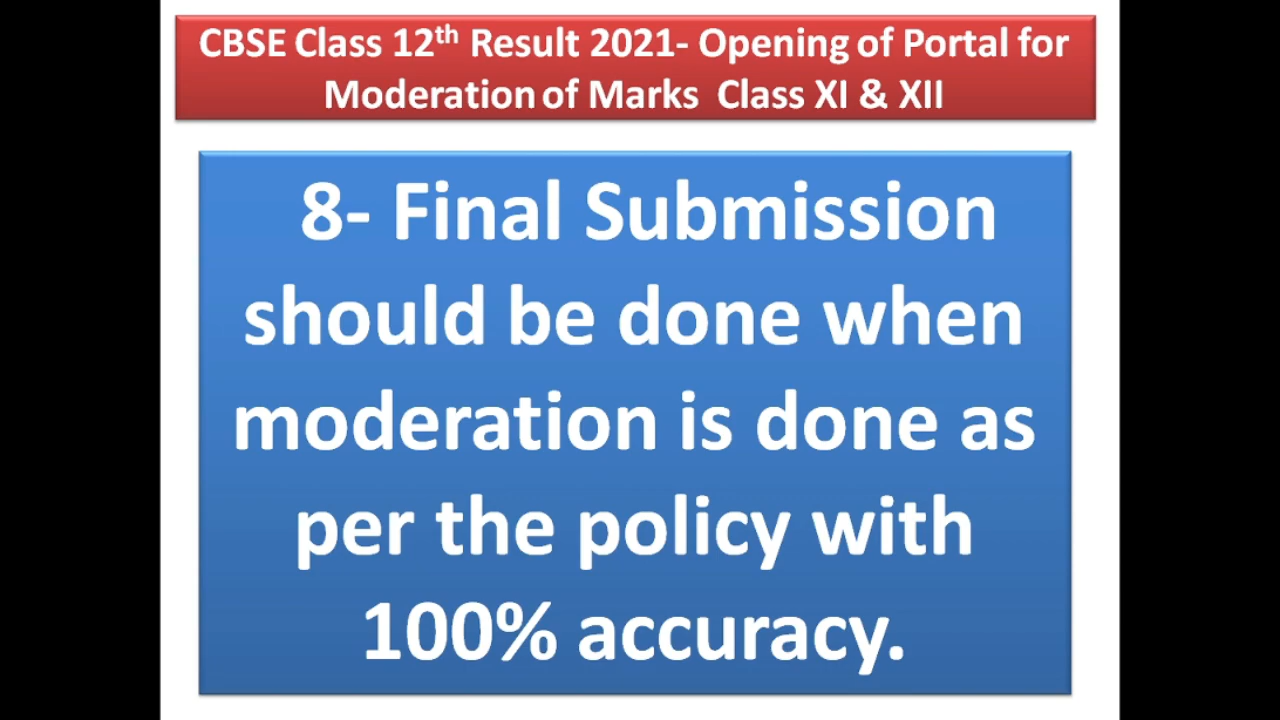 CBSE Class 12th Result 2021- Opening of Portal for
Moderation of Marks Class XI & XII
8- Final Submission
should be done when
moderation is done as
per the policy with
100% accuracy.